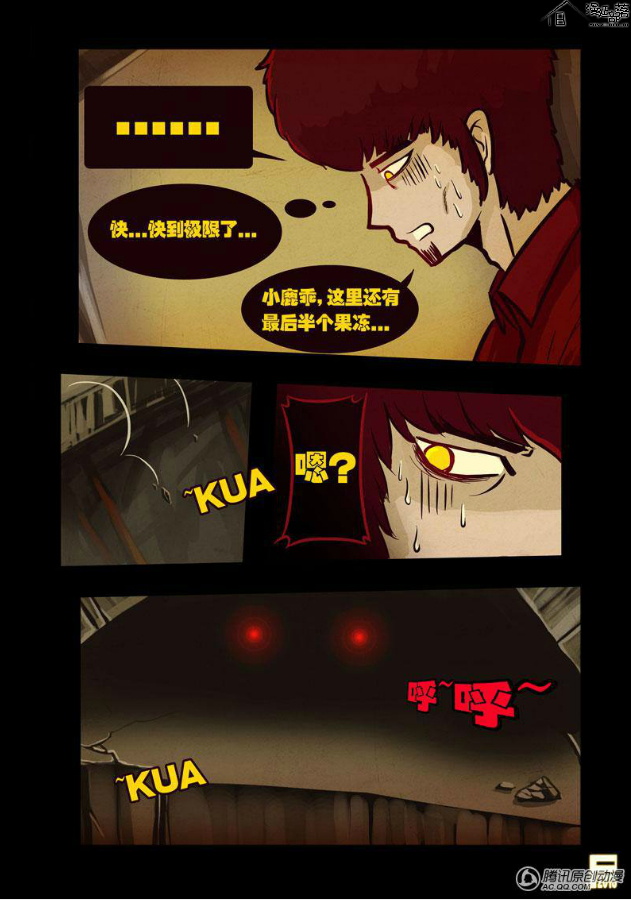 ▪▪▪▪▪▪
快...快到极限了...
小鹿乖,这里还有
最后半个果冻...
~KUA
嗯?
呼~呼~
~KUA
腾讯原创动漫
AC.QQ.COM